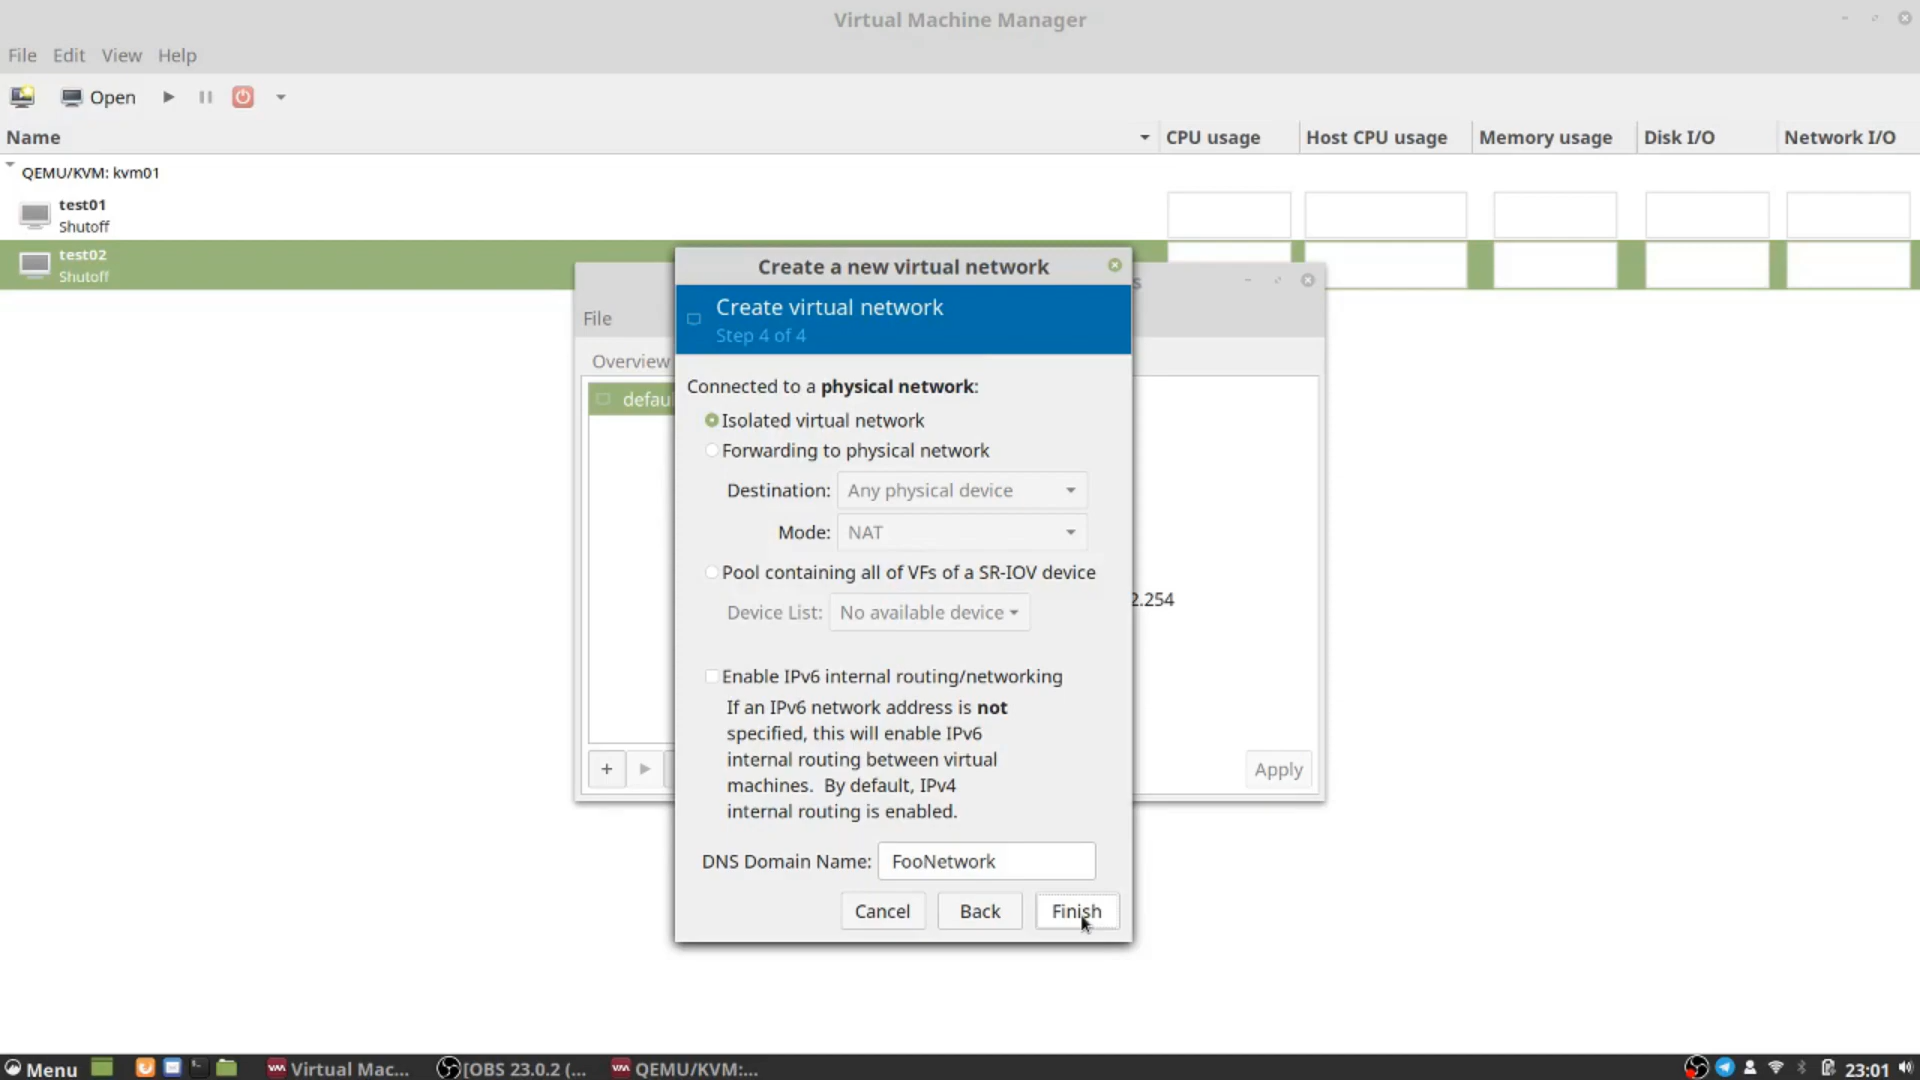 Virtual Machine Manager
File Edit View Help
Open
Name CPU usage Host CPU usage Memory usage Disk I/O Network I/O
QEMU/KVM: kvm01
test01
Shutoff
test02
Shutoff
File
Overview
defau
2.254
Apply
Create a new virtual network
Create virtual network
Step 4 of 4
Connected to a physical network:
Isolated virtual network
Forwarding to physical network
Destination: Any physical device
Mode: NAT
Pool containing all of VFs of a SR-IOV device
Device List: No available device
Enable IPv6 internal routing/networking
If an IPv6 network address is not
specified, this will enable IPv6
internal routing between virtual
machines. By default, IPv4
internal routing is enabled.
DNS Domain Name: FooNetwork
Cancel Back Finish
Menu Virtual Mac... [OBS 23.0.2 (... QEMU/KVM:... 23:01